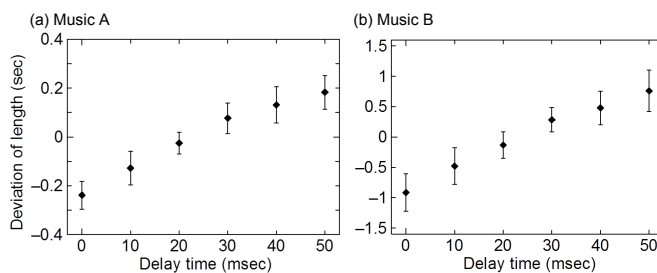 (a) Music A
Deviation of length (sec)
0.4
0.2
0
−0.2
−0.4
0 10 20 30 40 50
Delay time (msec)
(b) Music B
1.5
1
0.5
0
−0.5
−1
−1.5
0 10 20 30 40 50
Delay time (msec)